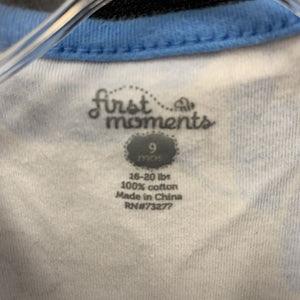 first
moments
9
mos
16-20 lbs
100% cotton
Made in China
RN#73277